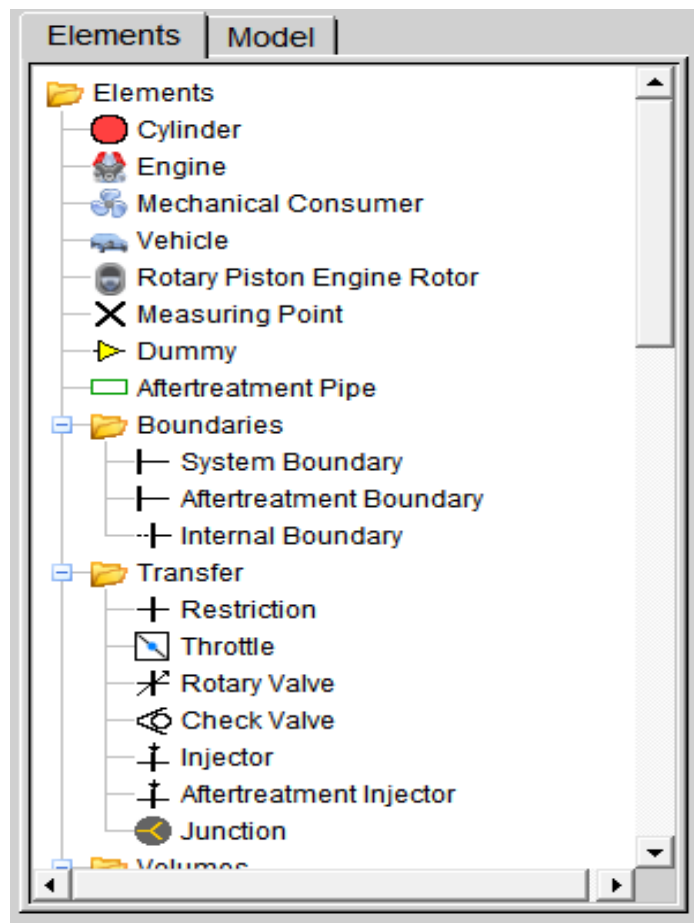 Elements Model
Elements
Cylinder
Engine
Mechanical Consumer
Vehicle
Rotary Piston Engine Rotor
Measuring Point
Dummy
Aftertreatment Pipe
Boundaries
System Boundary
Aftertreatment Boundary
Internal Boundary
Transfer
Restriction
Throttle
Rotary Valve
Check Valve
Injector
Aftertreatment Injector
Junction
Volumes